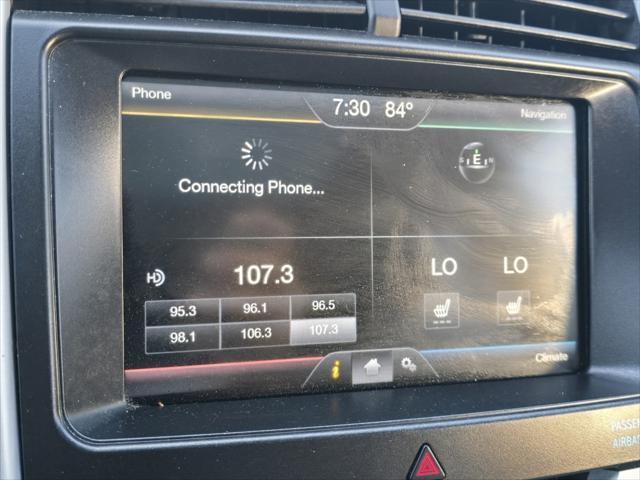 Phone
7:30 84°
Navigation
S E N
Connecting Phone...
HD 107.3
LO LO
95.3 96.1 96.5
98.1 106.3 107.3
i
Climate
PASSEN
AIRBA